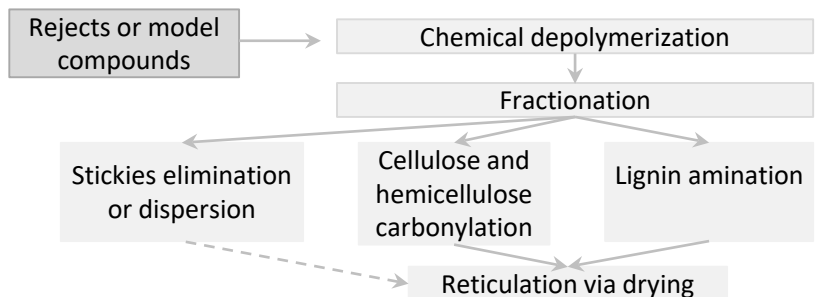 Rejects or model
compounds
Chemical depolymerization
Fractionation
Stickies elimination
or dispersion
Cellulose and
hemicellulose
carbonylation
Lignin amination
Reticulation via drying